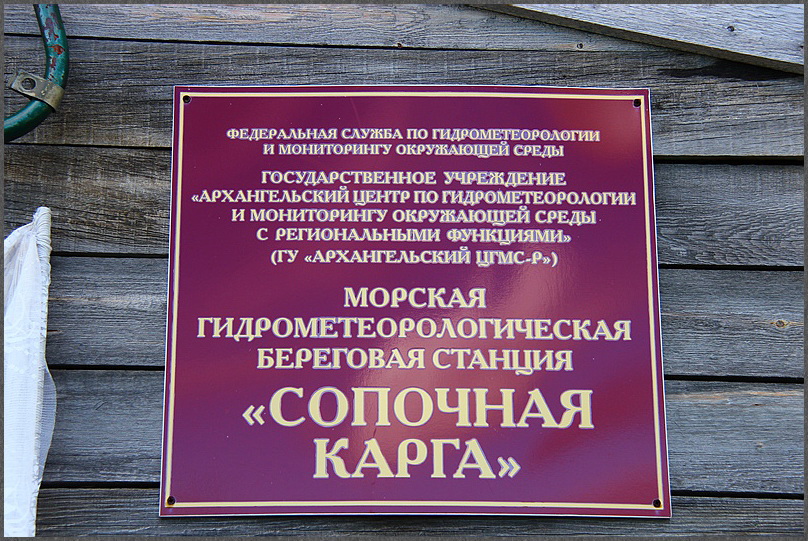 ФЕДЕРАЛЬНАЯ СЛУЖБА ПО ГИДРОМЕТЕОРОЛОГИИ
И МОНИТОРИНГУ ОКРУЖАЮЩЕЙ СРЕДЫ
ГОСУДАРСТВЕННОЕ УЧРЕЖДЕНИЕ
«АРХАНГЕЛЬСКИЙ ЦЕНТР ПО ГИДРОМЕТЕОРОЛОГИИ
И МОНИТОРИНГУ ОКРУЖАЮЩЕЙ СРЕДЫ
С РЕГИОНАЛЬНЫМИ ФУНКЦИЯМИ»
(ГУ «АРХАНГЕЛЬСКИЙ ЦГМС-Р»)
МОРСКАЯ
ГИДРОМЕТЕОРОЛОГИЧЕСКАЯ
БЕРЕГОВАЯ СТАНЦИЯ
«СОПОЧНАЯ
КАРГА»